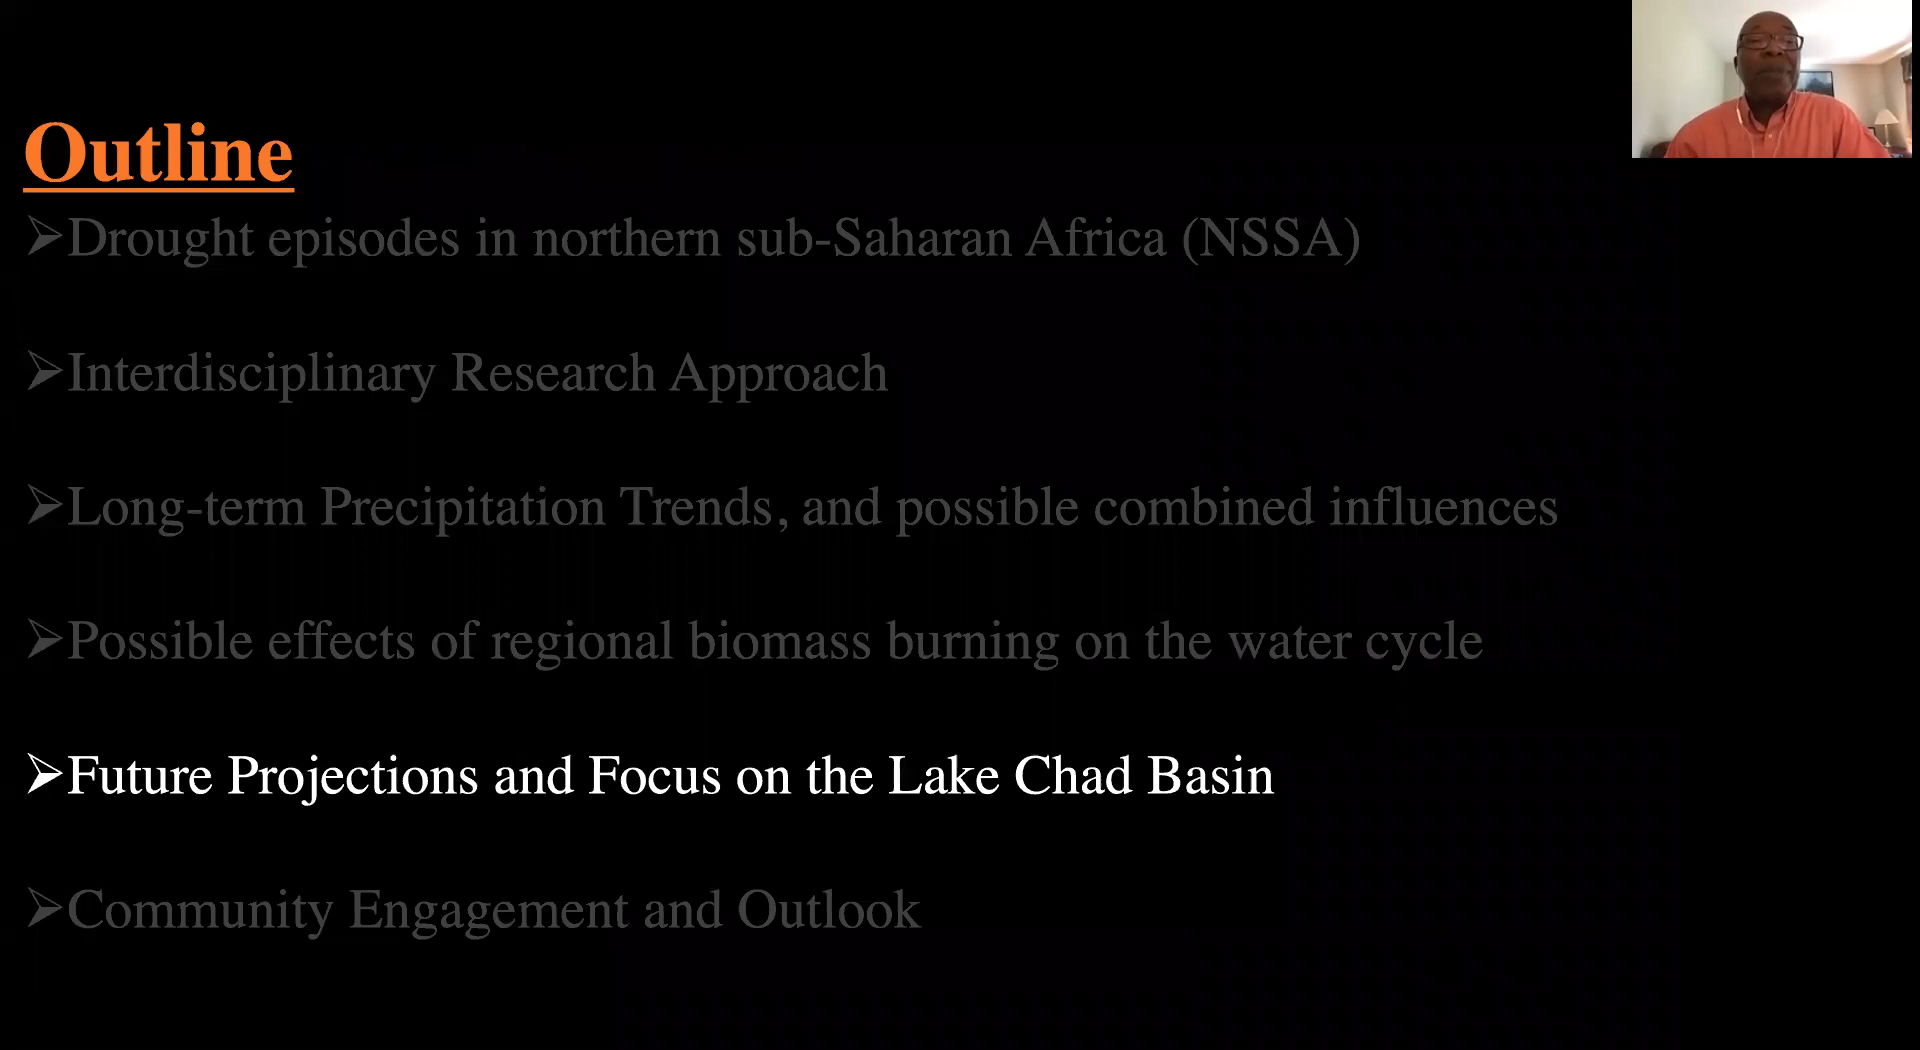 Outline
➢Drought episodes in northern sub-Saharan Africa (NSSA)
➢Interdisciplinary Research Approach
➢Long-term Precipitation Trends, and possible combined influences
➢Possible effects of regional biomass burning on the water cycle
➢Future Projections and Focus on the Lake Chad Basin
➢Community Engagement and Outlook